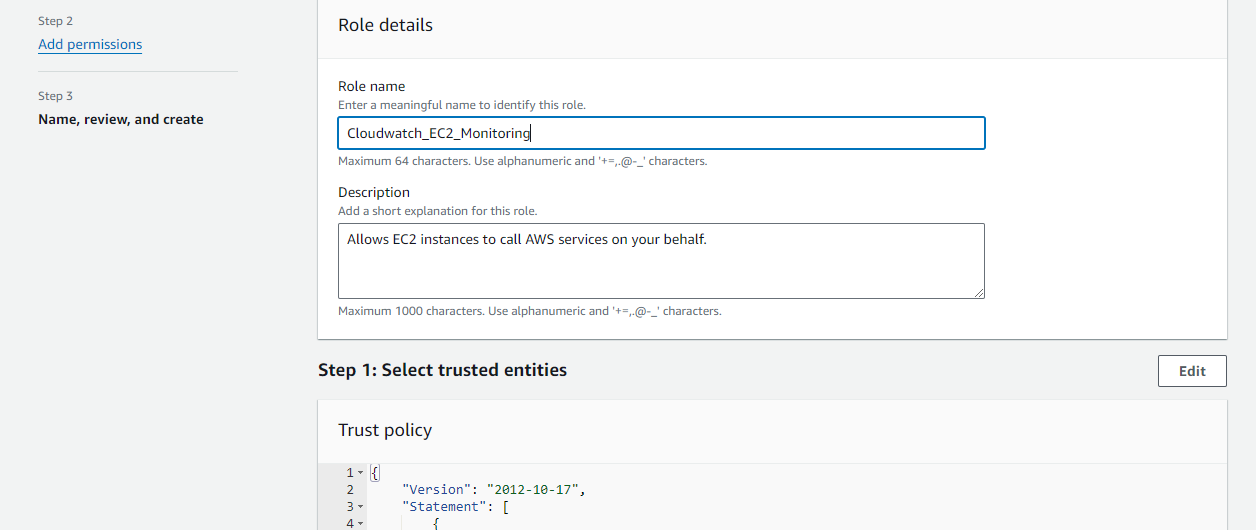 Step 2
Add permissions
Step 3
Name, review, and create
Role details
Role name
Enter a meaningful name to identify this role.
Cloudwatch_EC2_Monitoring
Maximum 64 characters. Use alphanumeric and '+=,.@-_' characters.
Description
Add a short explanation for this role.
Allows EC2 instances to call AWS services on your behalf.
Maximum 1000 characters. Use alphanumeric and '+=,.@-_' characters.
Step 1: Select trusted entities
Edit
Trust policy
1 {
2 "Version": "2012-10-17",
3 "Statement": [
4 {